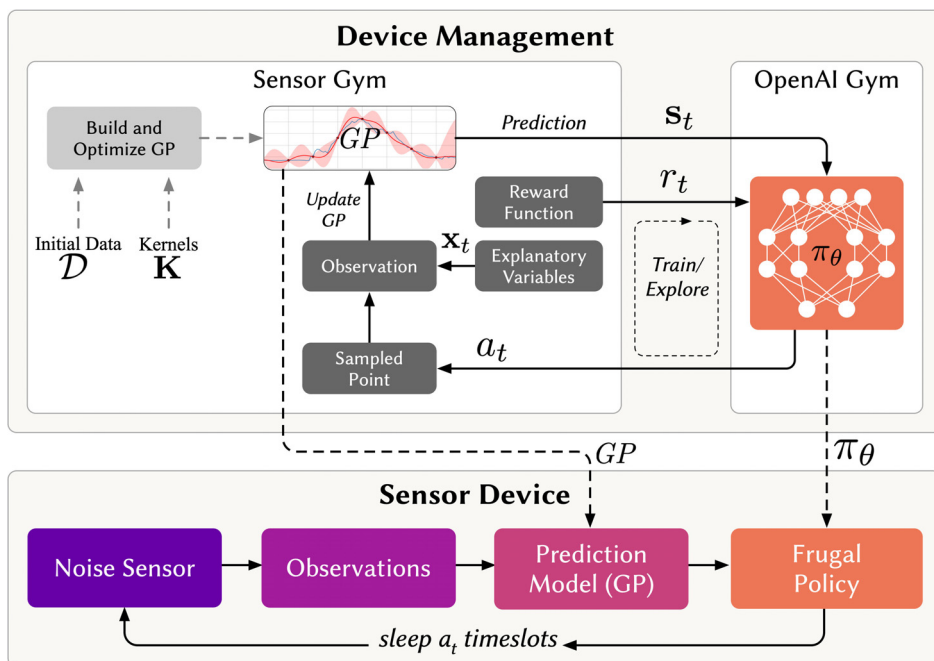 Device Management
Sensor Gym
OpenAI Gym
Build and
Optimize GP
GP
Prediction
s_t
Reward
Function
r_t
Update
GP
Initial Data
D
Kernels
K
Observation
x_t
Explanatory
Variables
Train/
Explore
π_θ
Sampled
Point
a_t
GP
π_θ
Sensor Device
Noise Sensor
Observations
Prediction
Model (GP)
Frugal
Policy
sleep a_t timeslots